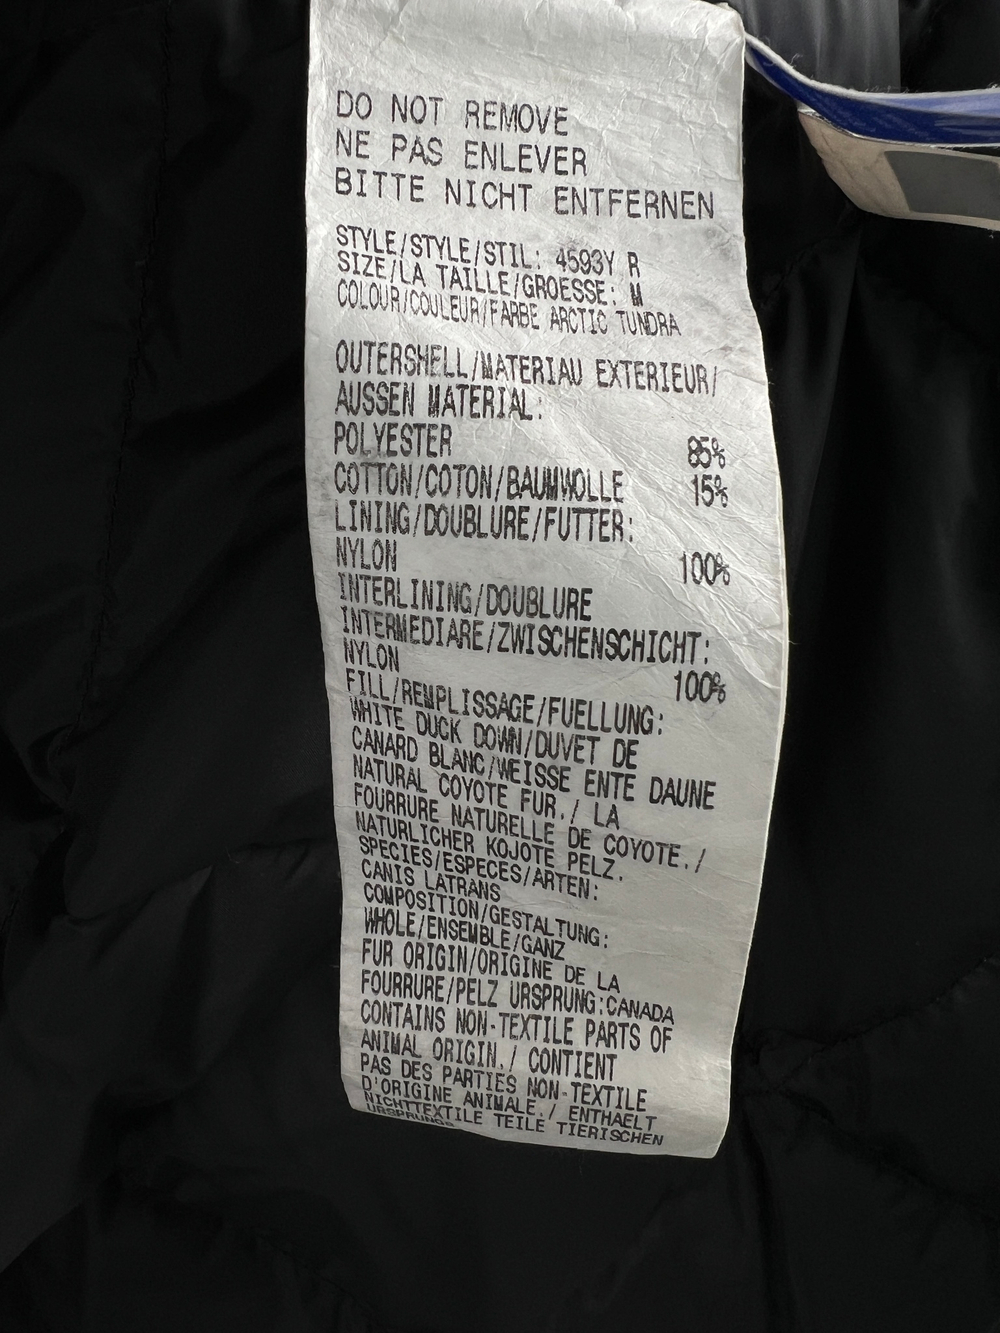 DO NOT REMOVE
NE PAS ENLEVER
BITTE NICHT ENTFERNEN
STYLE/STYLE/STIL: 4593Y R
SIZE/LA TAILLE/GROESSE: M
COLOUR/COULEUR/FARBE ARCTIC TUNDRA
OUTERSHELL/MATERIAU EXTERIEUR/
AUSSEN MATERIAL:
POLYESTER 85%
COTTON/COTON/BAUMWOLLE 15%
LINING/DOUBLURE/FUTTER:
NYLON 100%
INTERLINING/DOUBLURE
INTERMEDIARE/ZWISCHENSCHICHT:
NYLON 100%
FILL/REMPLISSAGE/FUELLUNG:
WHITE DUCK DOWN/DUVET DE
CANARD BLANC/WEISSE ENTE DAUNE
NATURAL COYOTE FUR./ LA
FOURRURE NATURELLE DE COYOTE./
NATURLICHER KOJOTE PELZ.
SPECIES/ESPECES/ARTEN:
CANIS LATRANS
COMPOSITION/GESTALTUNG:
WHOLE/ENSEMBLE/GANZ
FUR ORIGIN/ORIGINE DE LA
FOURRURE/PELZ URSPRUNG:CANADA
CONTAINS NON-TEXTILE PARTS OF
ANIMAL ORIGIN./ CONTIENT
PAS DES PARTIES NON-TEXTILE
D'ORIGINE ANIMALE./ ENTHAELT
NICHTTEXTILE TEILE TIERISCHEN
URSPRUNGS